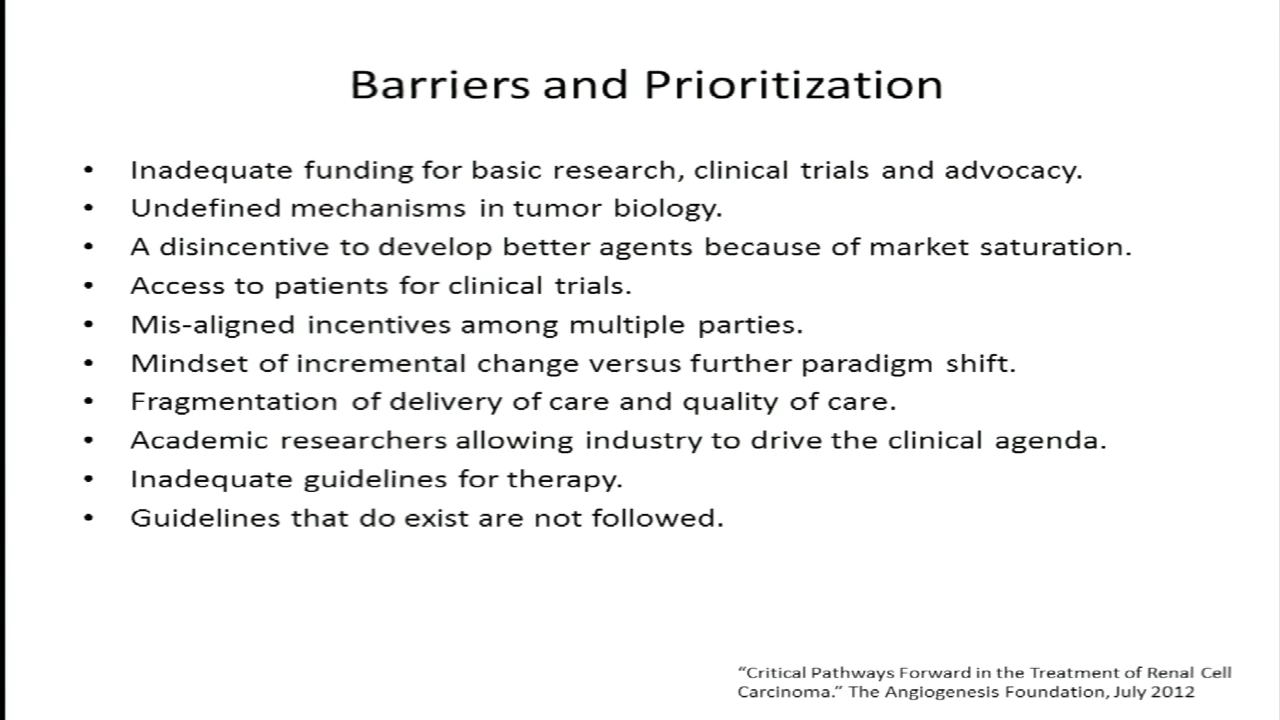 Barriers and Prioritization
• Inadequate funding for basic research, clinical trials and advocacy.
• Undefined mechanisms in tumor biology.
• A disincentive to develop better agents because of market saturation.
• Access to patients for clinical trials.
• Mis-aligned incentives among multiple parties.
• Mindset of incremental change versus further paradigm shift.
• Fragmentation of delivery of care and quality of care.
• Academic researchers allowing industry to drive the clinical agenda.
• Inadequate guidelines for therapy.
• Guidelines that do exist are not followed.
“Critical Pathways Forward in the Treatment of Renal Cell
Carcinoma.” The Angiogenesis Foundation, July 2012